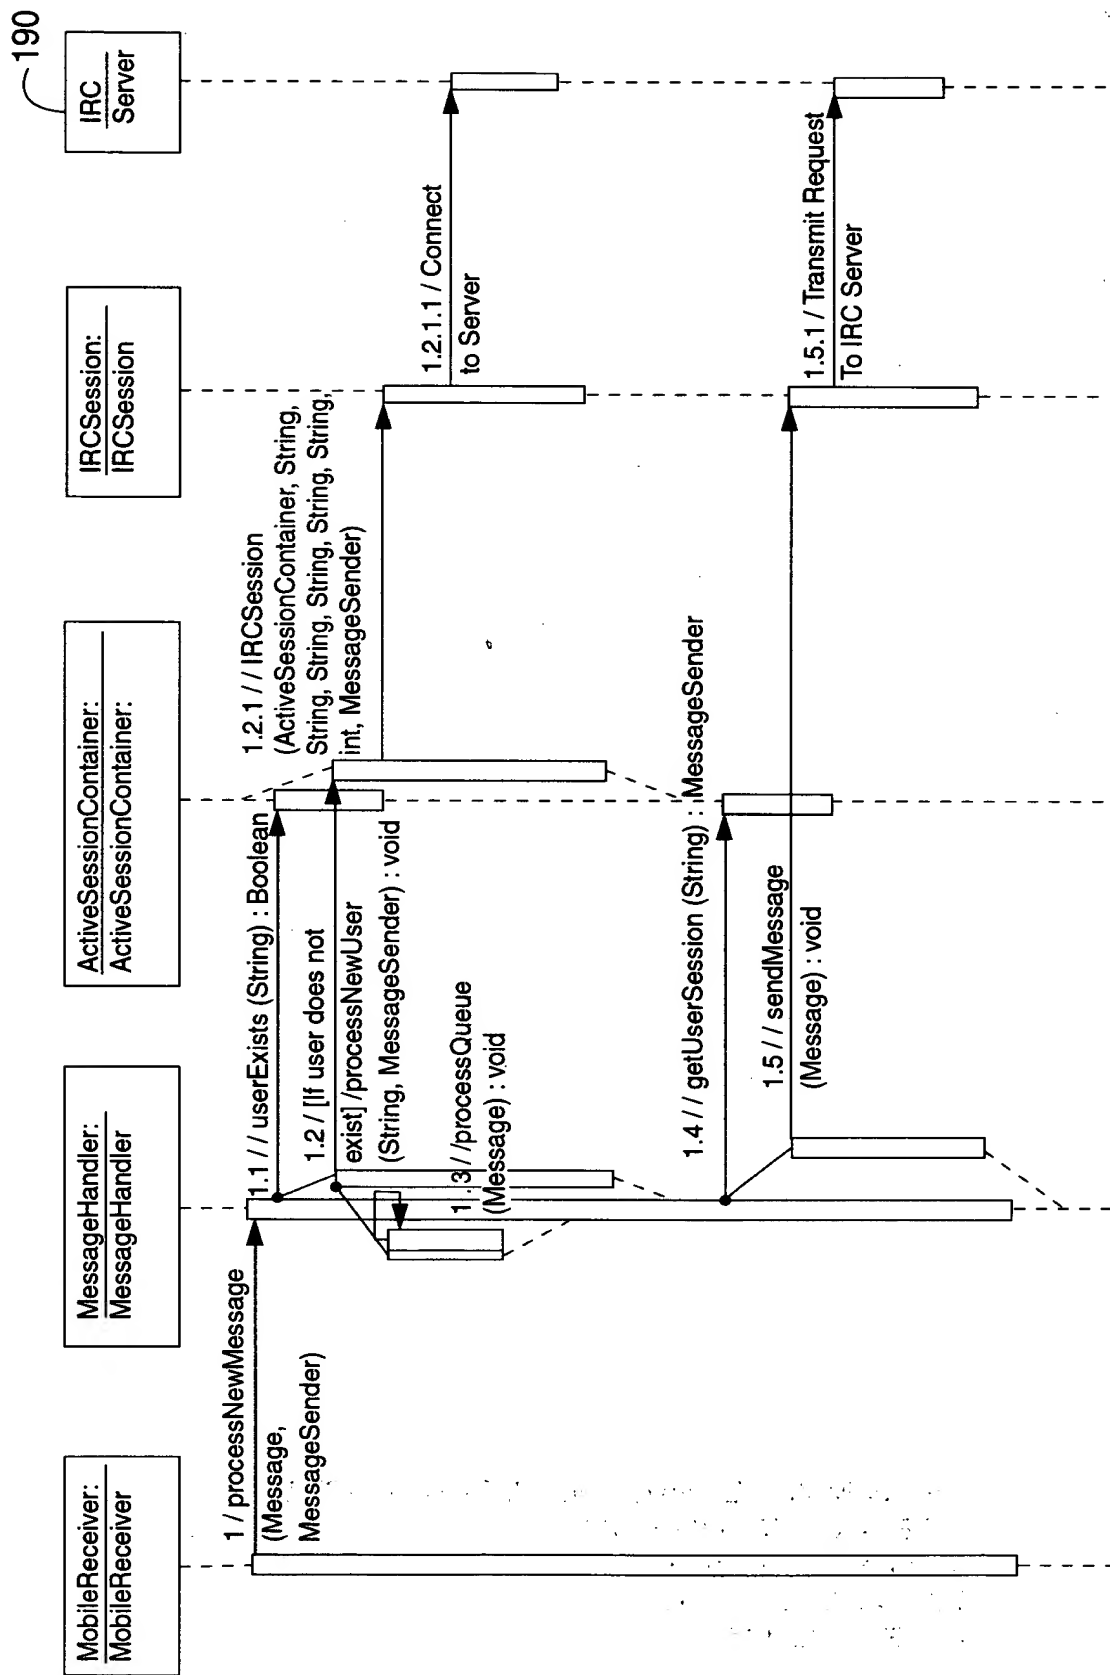 190
MobileReceiver:
MobileReceiver
MessageHandler:
MessageHandler
ActiveSessionContainer:
ActiveSessionContainer:
IRCSession:
IRCSession
IRC
Server
1 / processNewMessage
(Message,
MessageSender)
1.1 / / userExists (String) : Boolean
1.2 / [If user does not
exist] /processNewUser
(String, MessageSender) : void
1.3 / /processQueue
(Message) : void
1.2.1 / / IRCSession
(ActiveSessionContainer, String,
String, String, String, String,
String, String, String, String,
int, MessageSender)
1.2.1.1 / Connect
to Server
1.4 / / getUserSession (String) : MessageSender
1.5 / / sendMessage
(Message) : void
1.5.1 / Transmit Request
To IRC Server